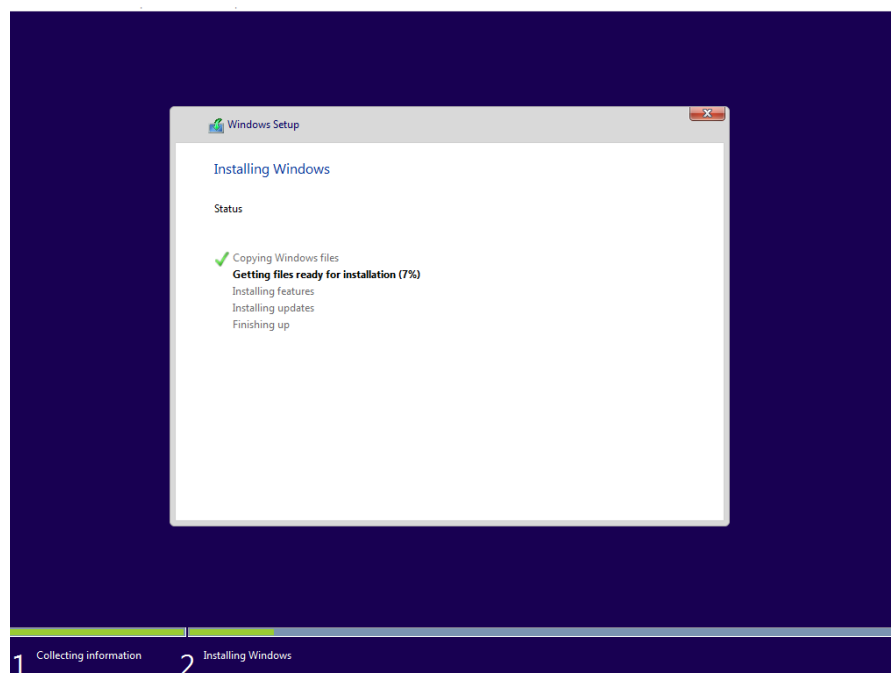 Windows Setup
Installing Windows
Status
Copying Windows files
Getting files ready for installation (7%)
Installing features
Installing updates
Finishing up
1 Collecting information 2 Installing Windows